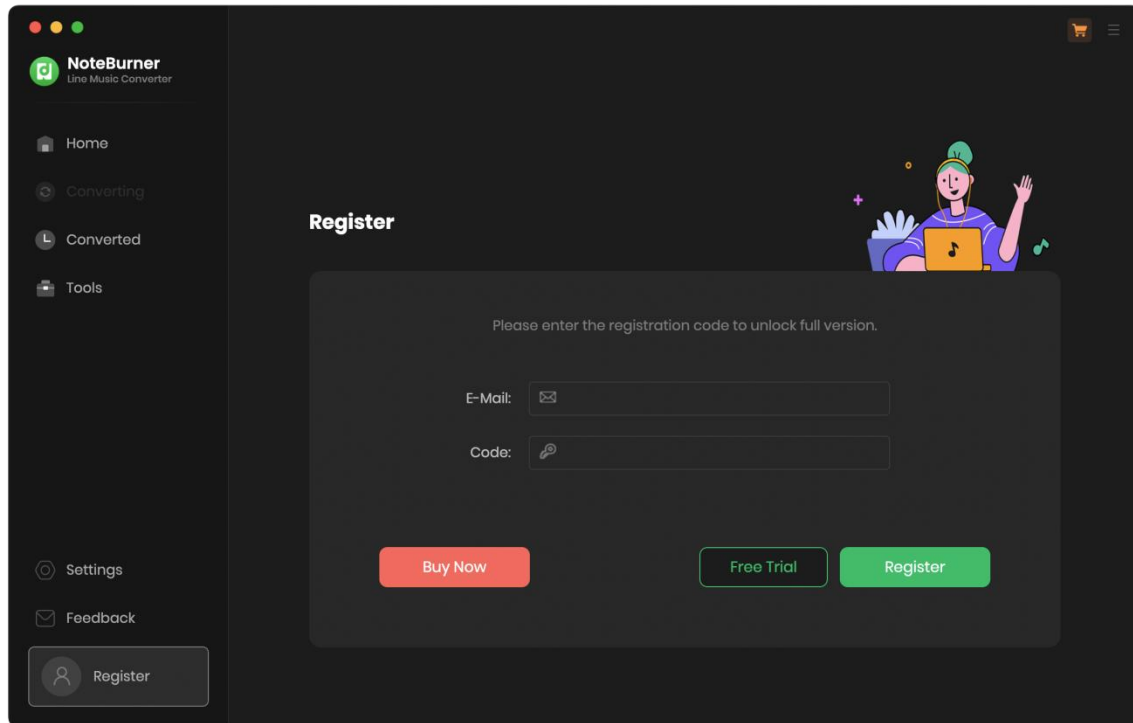 NoteBurner
Line Music Converter
Home
Converting
Converted
Tools
Register
Please enter the registration code to unlock full version.
E-Mail:
Code:
Buy Now
Free Trial
Register
Settings
Feedback
Register